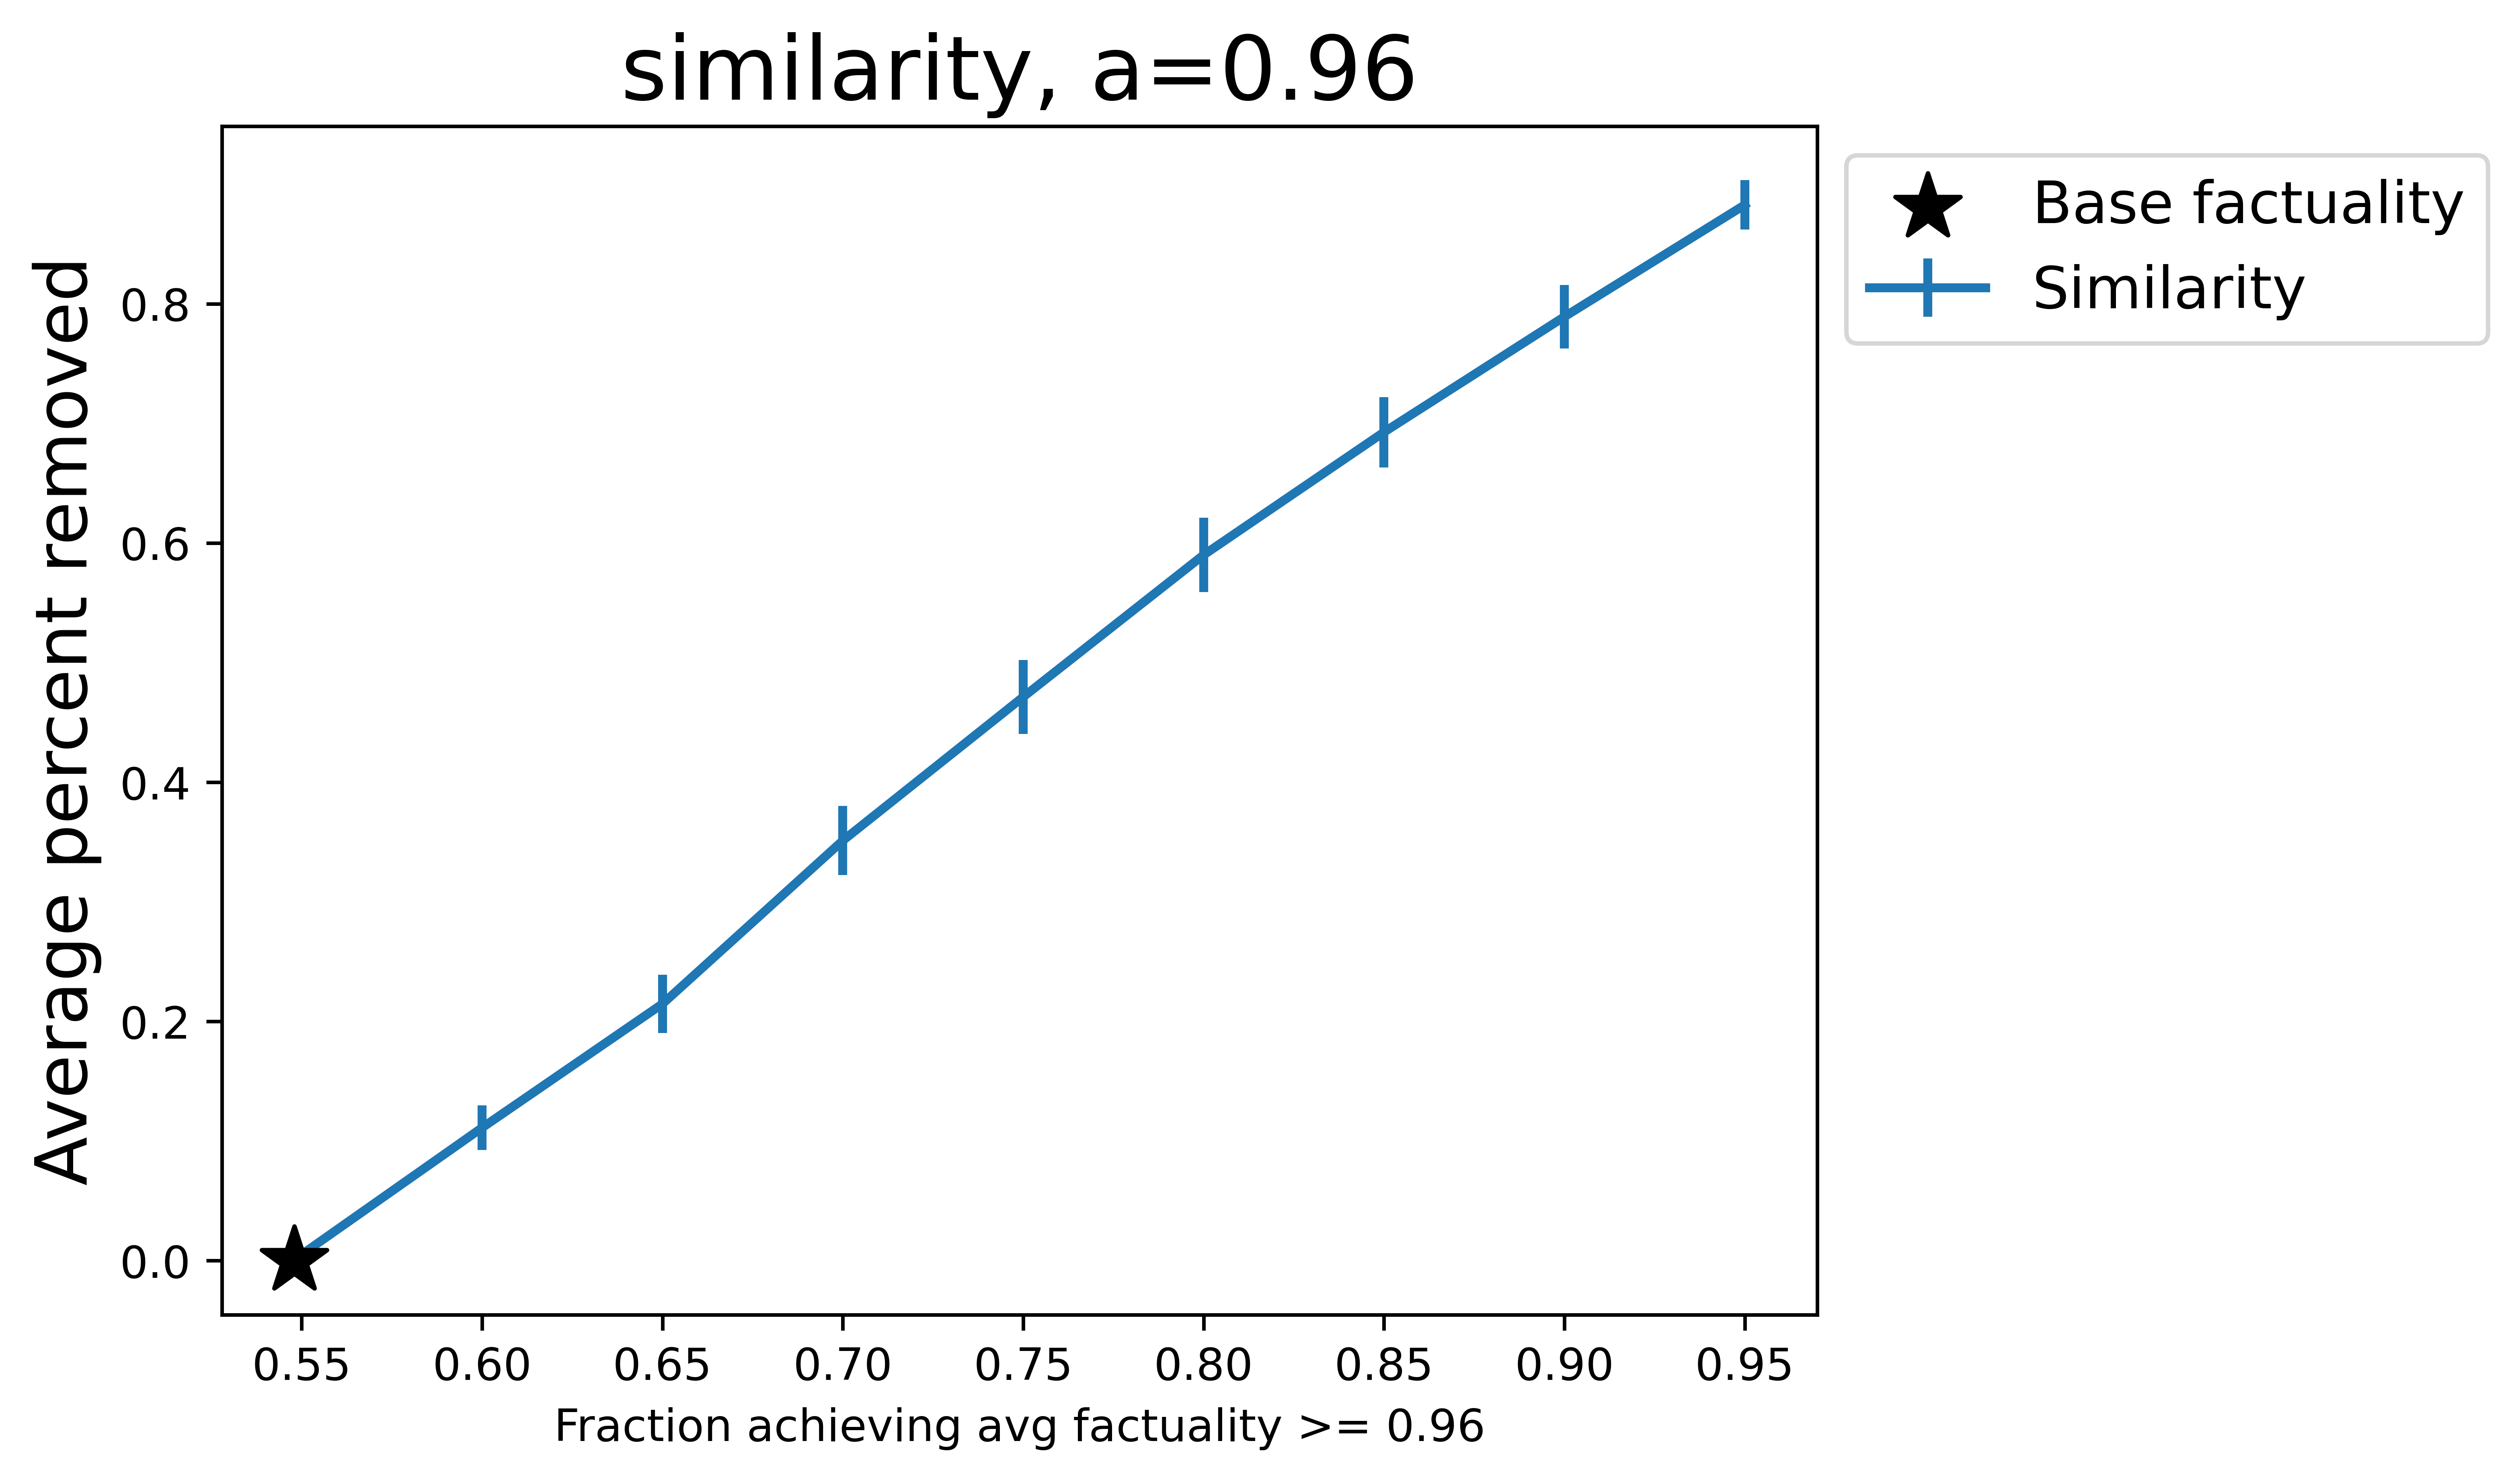 similarity, a=0.96
Base factuality
Similarity
Average percent removed
0.8
0.6
0.4
0.2
0.0
0.55 0.60 0.65 0.70 0.75 0.80 0.85 0.90 0.95
Fraction achieving avg factuality >= 0.96